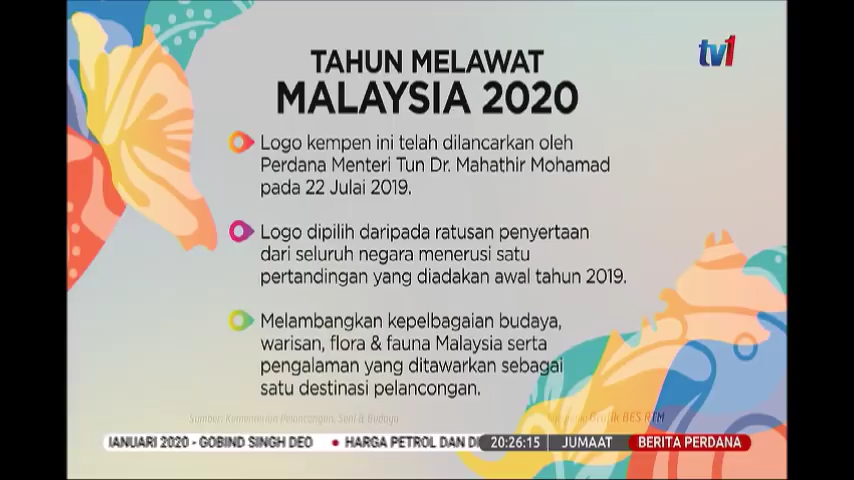 tv1
TAHUN MELAWAT
MALAYSIA 2020
Logo kempen ini telah dilancarkan oleh
Perdana Menteri Tun Dr. Mahathir Mohamad
pada 22 Julai 2019.
Logo dipilih daripada ratusan penyertaan
dari seluruh negara menerusi satu
pertandingan yang diadakan awal tahun 2019.
Melambangkan kepelbagaian budaya,
warisan, flora & fauna Malaysia serta
pengalaman yang ditawarkan sebagai
satu destinasi pelancongan.
Sumber: Kementerian Pelancongan, Seni & Budaya
Grafik BES RTM
IANUARI 2020 - GOBIND SINGH DEO • HARGA PETROL DAN DI 20:26:15 JUMAAT BERITA PERDANA